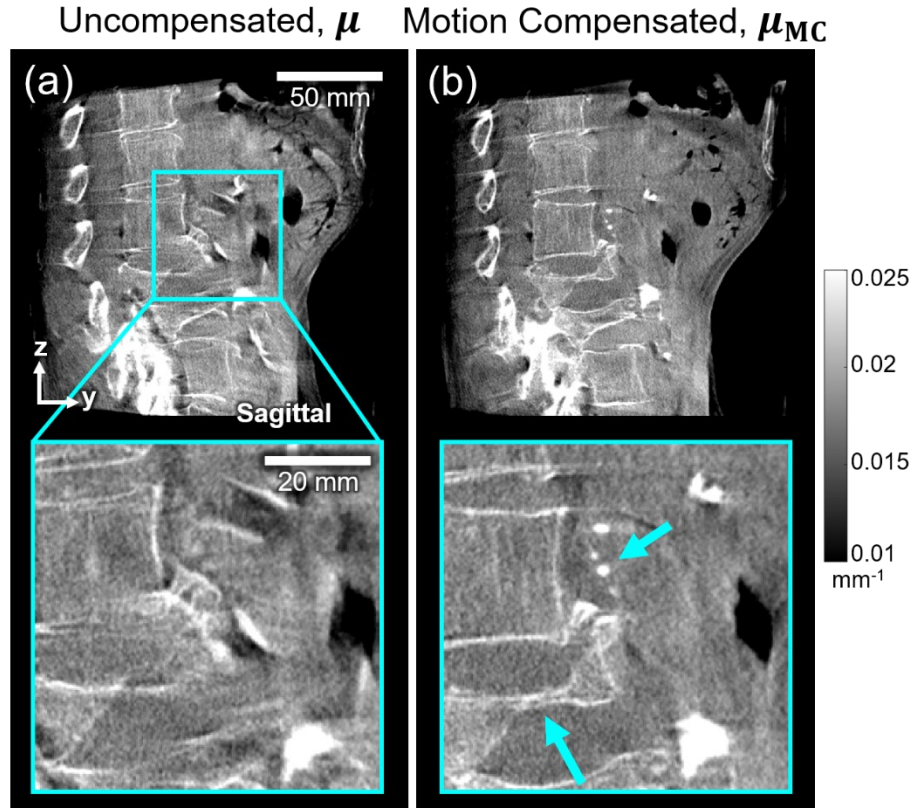 Uncompensated, μ
Motion Compensated, μMC
(a)
50 mm
(b)
z
y
Sagittal
20 mm
0.025
0.02
0.015
0.01
mm⁻¹